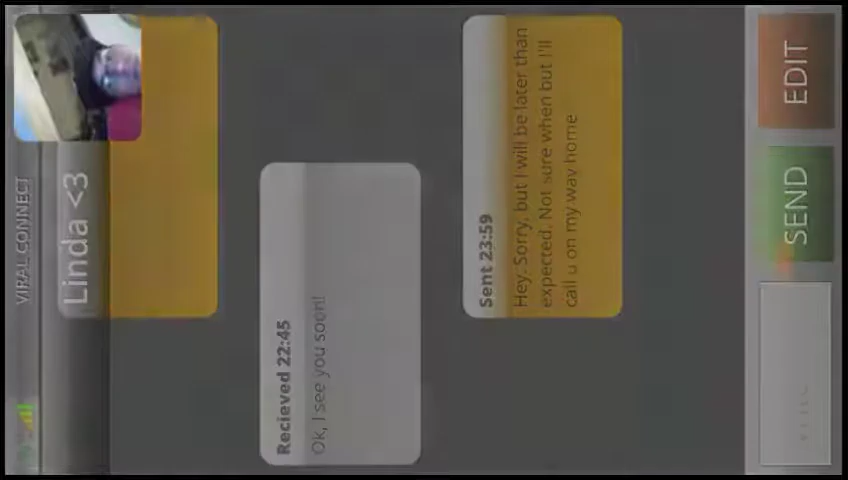 VIRAL CONNECT
Linda <3
Recieved 22:45
Ok, I see you soon!
Sent 23:59
Hey. Sorry, but I will be later than
expected. Not sure when but I'll
call u on my way home
SEND
EDIT